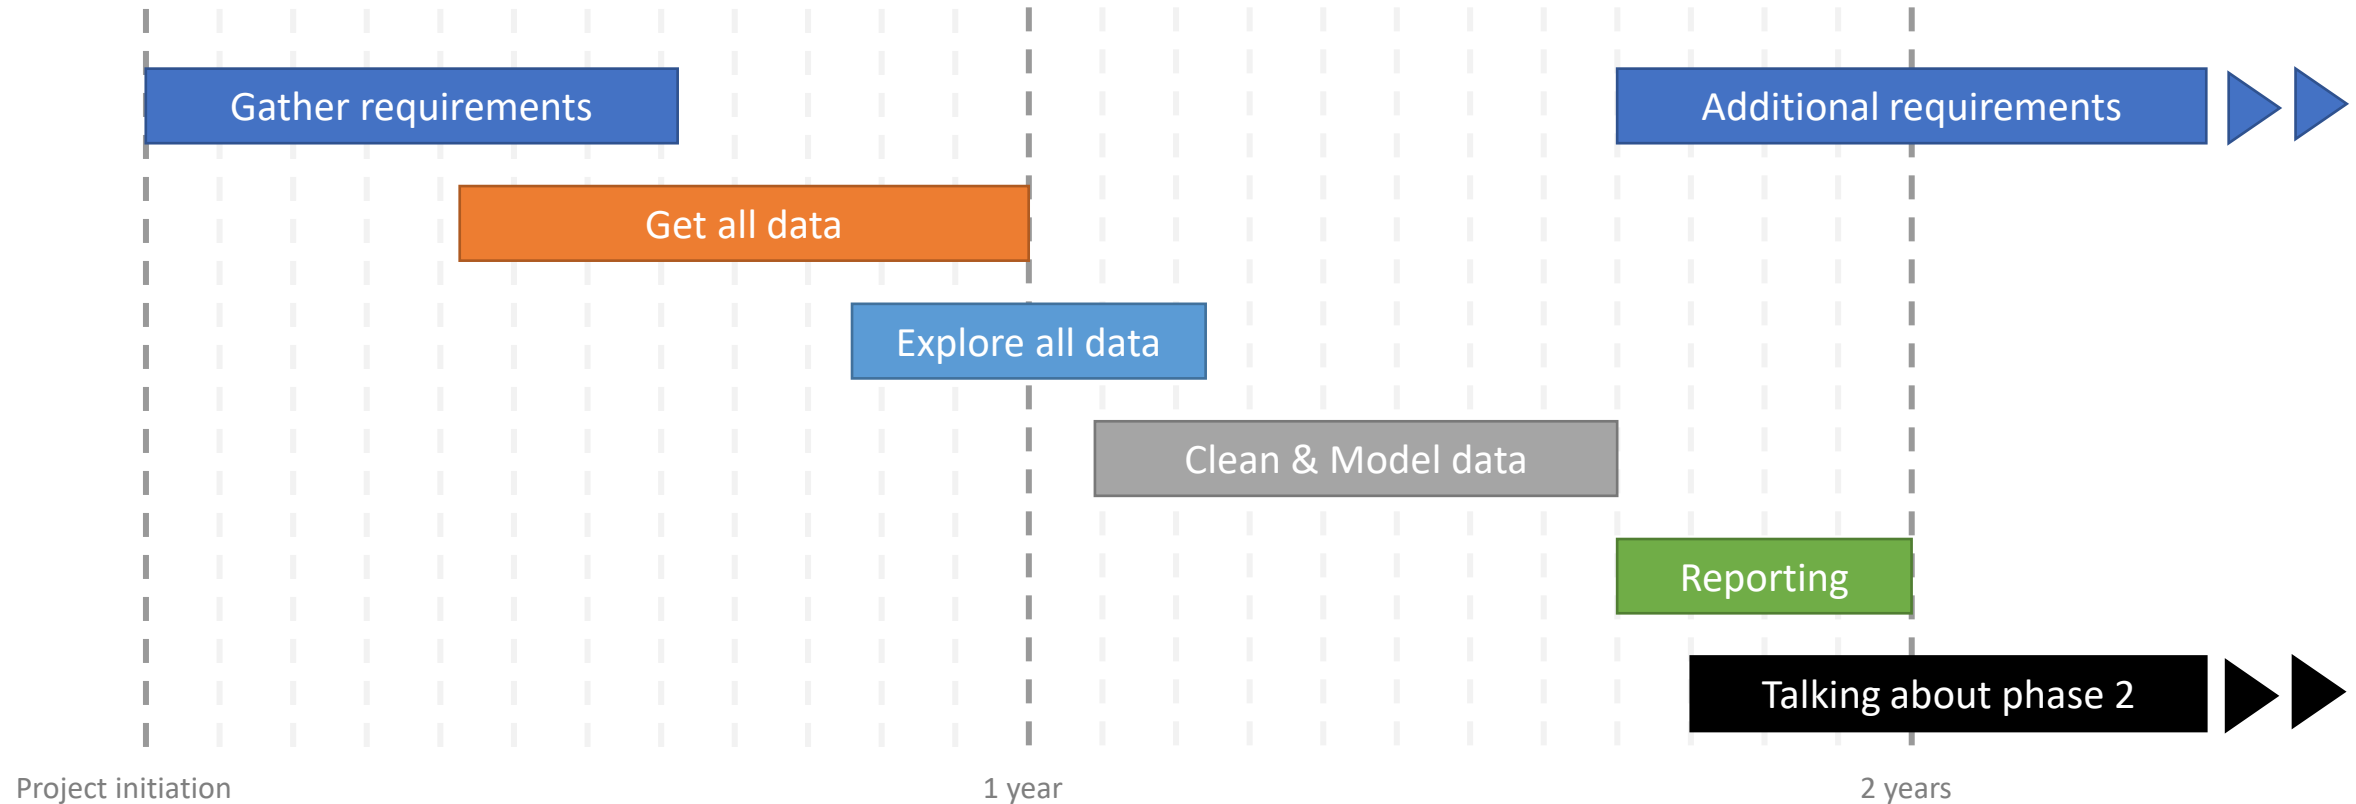 Gather requirements
Additional requirements
Get all data
Explore all data
Clean & Model data
Reporting
Talking about phase 2
Project initiation
1 year
2 years